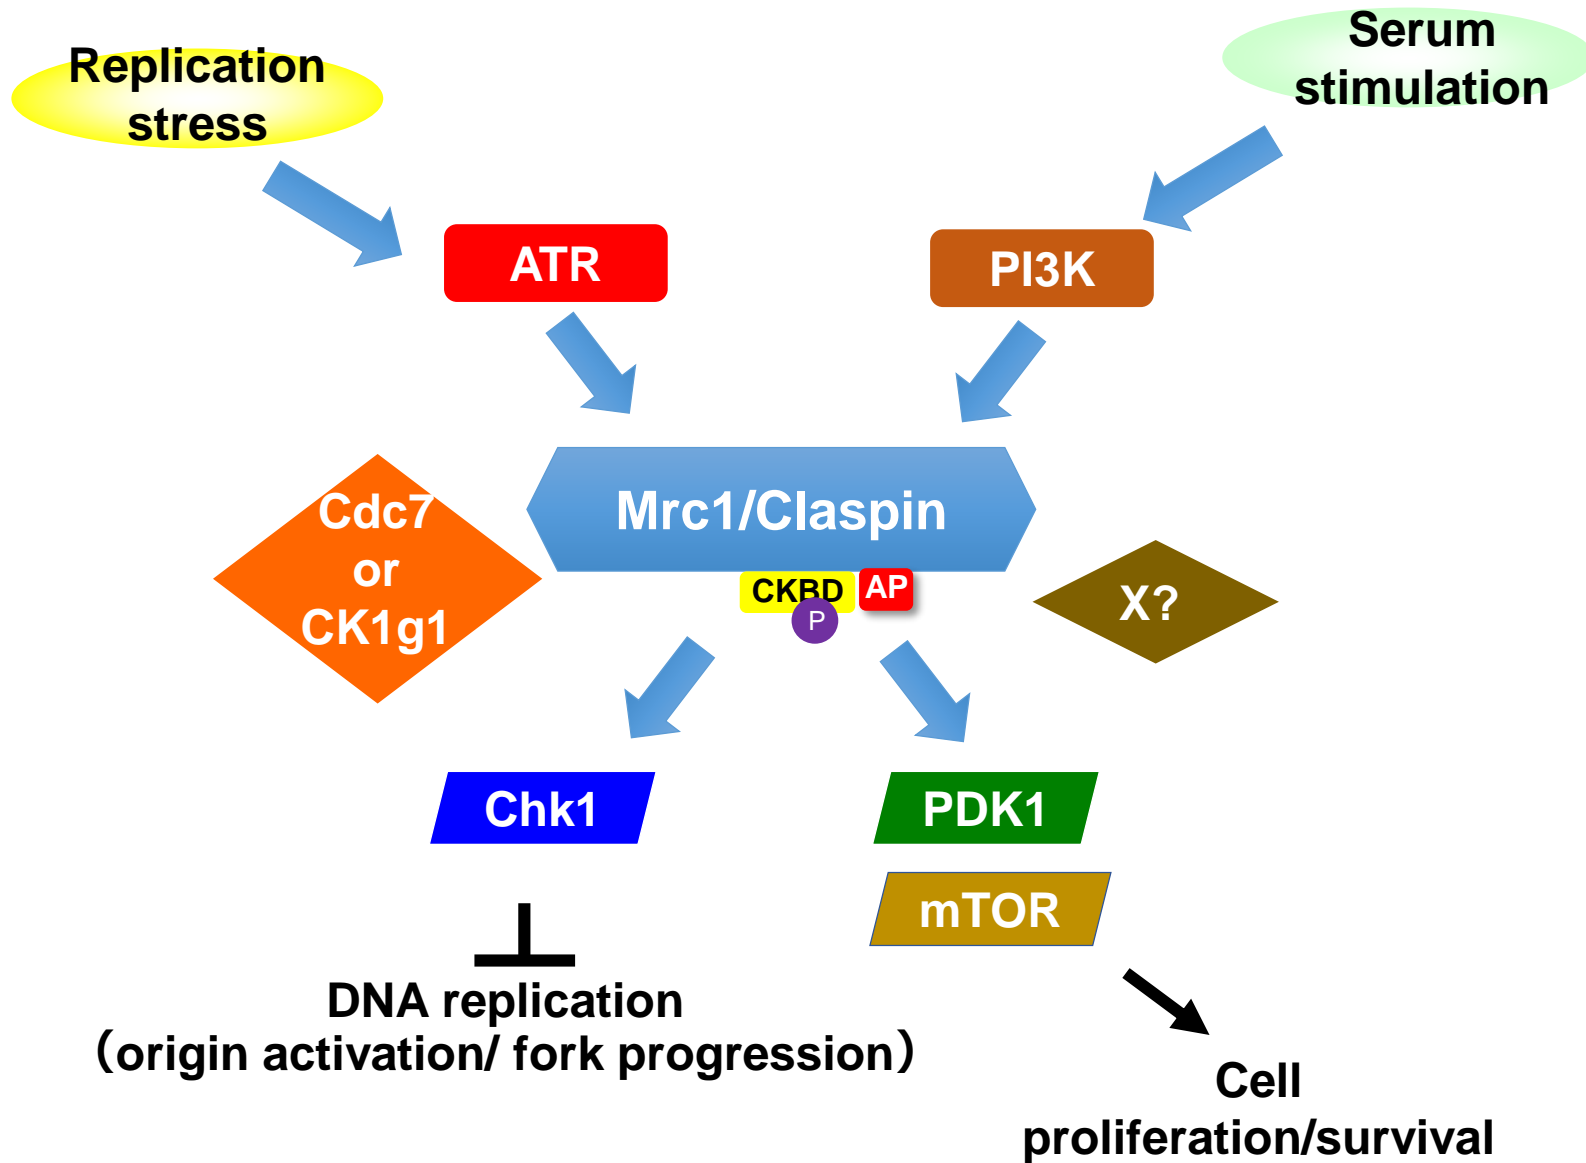 Replication
stress
Serum
stimulation
ATR
PI3K
Mrc1/Claspin
Cdc7
or
CK1g1
CKBD
AP
P
X?
Chk1
PDK1
mTOR
DNA replication
（origin activation/ fork progression）
Cell
proliferation/survival